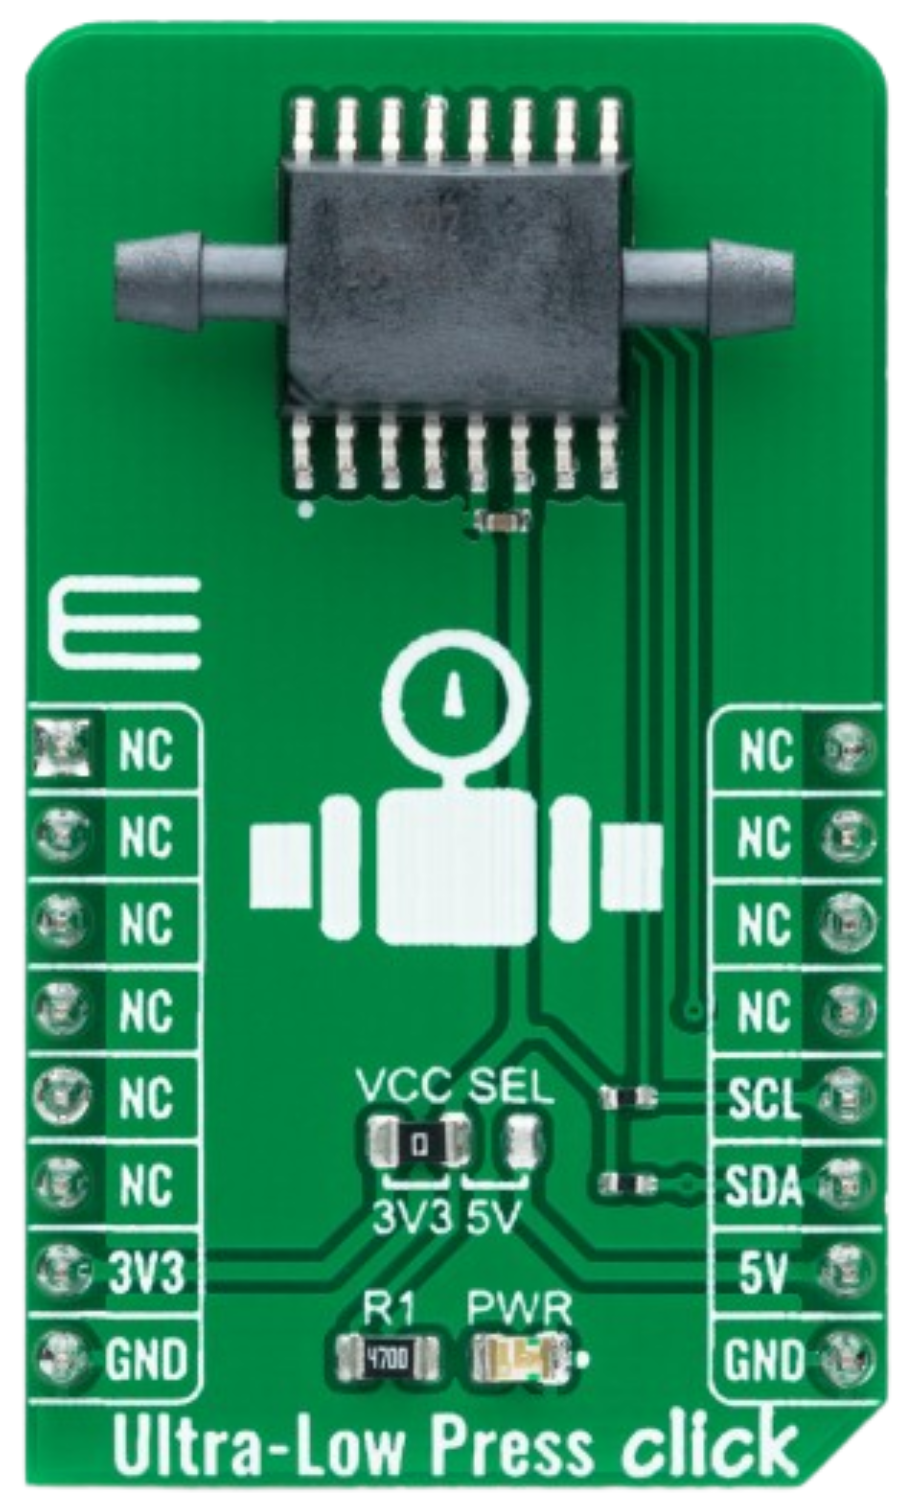 NC NC
NC NC
NC NC
NC NC
NC SCL
NC SDA
VCC SEL
0
3V3 5V
3V3 5V
R1 PWR
4700
GND GND
Ultra-Low Press click